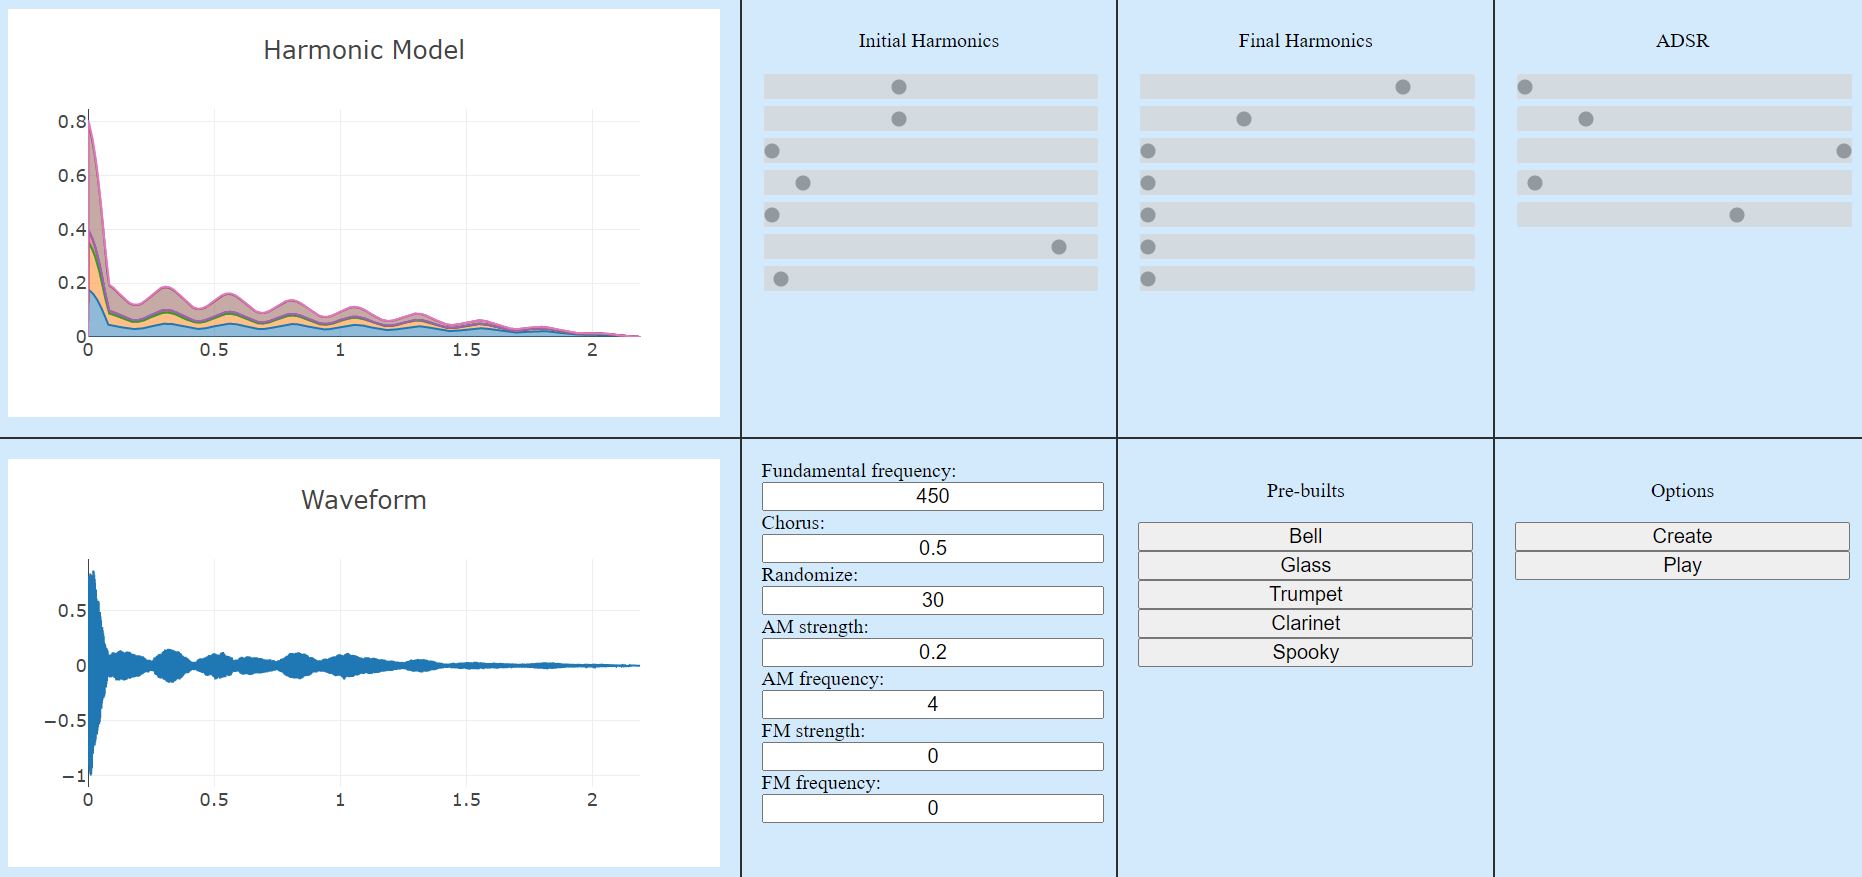 Harmonic Model
0.8
0.6
0.4
0.2
0
0 0.5 1 1.5 2
Initial Harmonics
Final Harmonics
ADSR
Waveform
0.5
0
−0.5
−1
0 0.5 1 1.5 2
Fundamental frequency:
450
Chorus:
0.5
Randomize:
30
AM strength:
0.2
AM frequency:
4
FM strength:
0
FM frequency:
0
Pre-builts
Bell
Glass
Trumpet
Clarinet
Spooky
Options
Create
Play